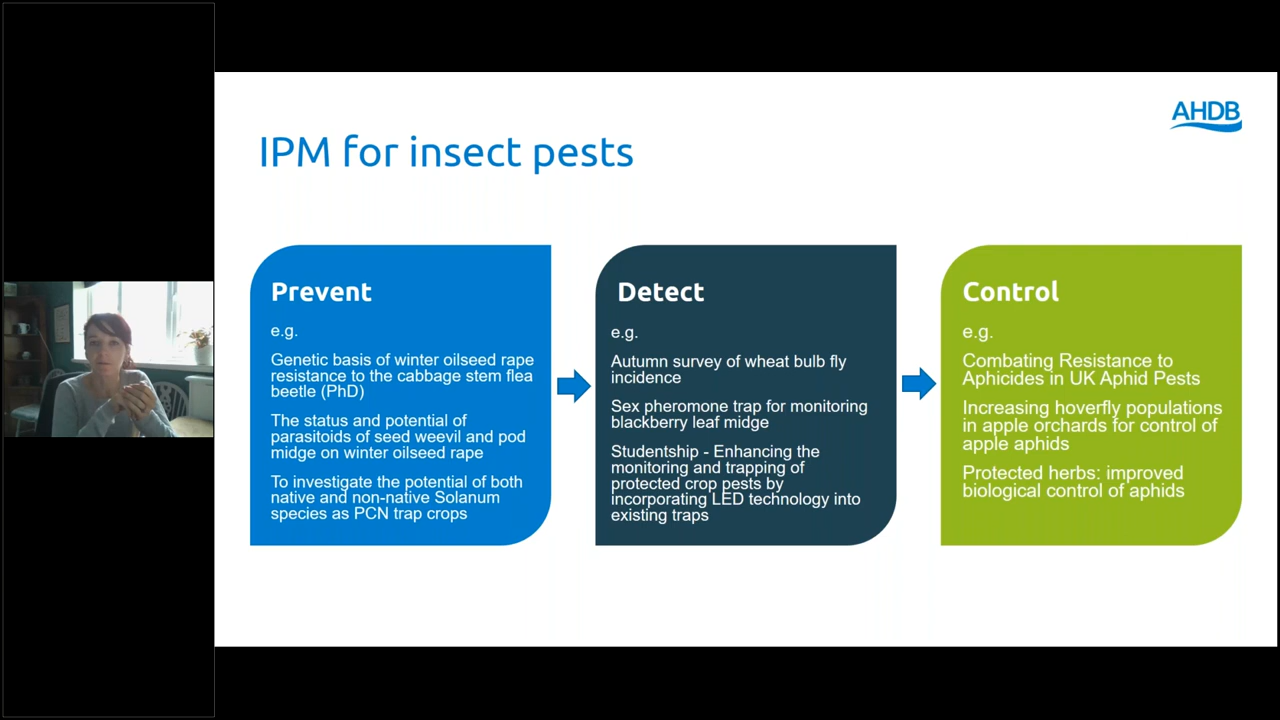 AHDB
IPM for insect pests
Prevent
e.g.
Genetic basis of winter oilseed rape
resistance to the cabbage stem flea
beetle (PhD)
The status and potential of
parasitoids of seed weevil and pod
midge on winter oilseed rape
To investigate the potential of both
native and non-native Solanum
species as PCN trap crops
Detect
e.g.
Autumn survey of wheat bulb fly
incidence
Sex pheromone trap for monitoring
blackberry leaf midge
Studentship - Enhancing the
monitoring and trapping of
protected crop pests by
incorporating LED technology into
existing traps
Control
e.g.
Combating Resistance to
Aphicides in UK Aphid Pests
Increasing hoverfly populations
in apple orchards for control of
apple aphids
Protected herbs: improved
biological control of aphids